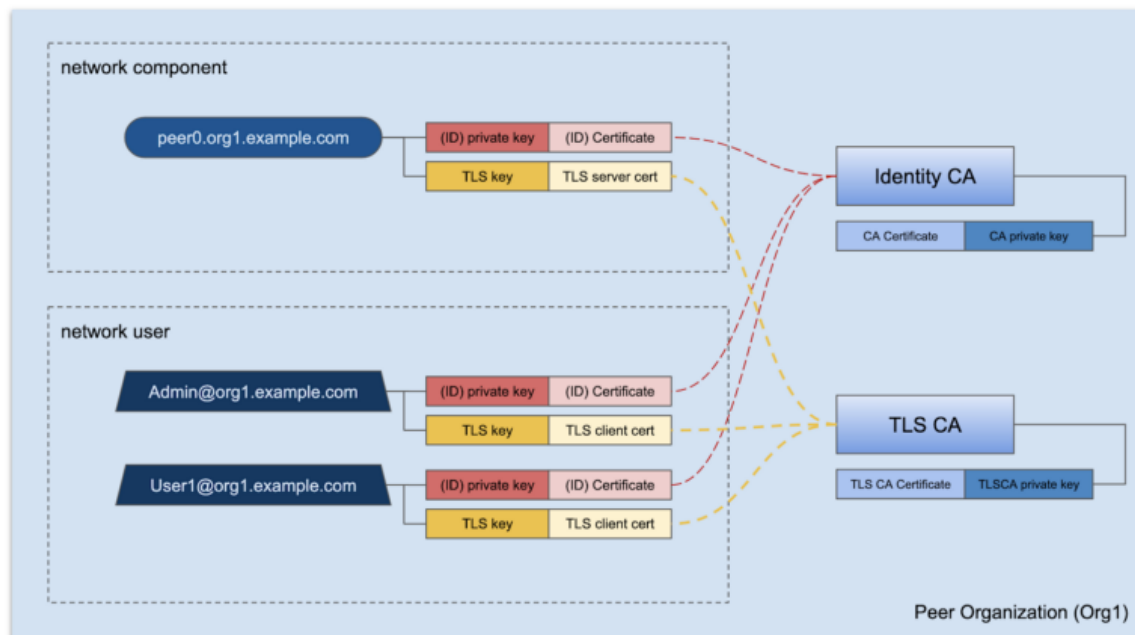 network component
peer0.org1.example.com
(ID) private key
(ID) Certificate
TLS key
TLS server cert
Identity CA
CA Certificate
CA private key
network user
Admin@org1.example.com
(ID) private key
(ID) Certificate
TLS key
TLS client cert
User1@org1.example.com
(ID) private key
(ID) Certificate
TLS key
TLS client cert
TLS CA
TLS CA Certificate
TLSCA private key
Peer Organization (Org1)